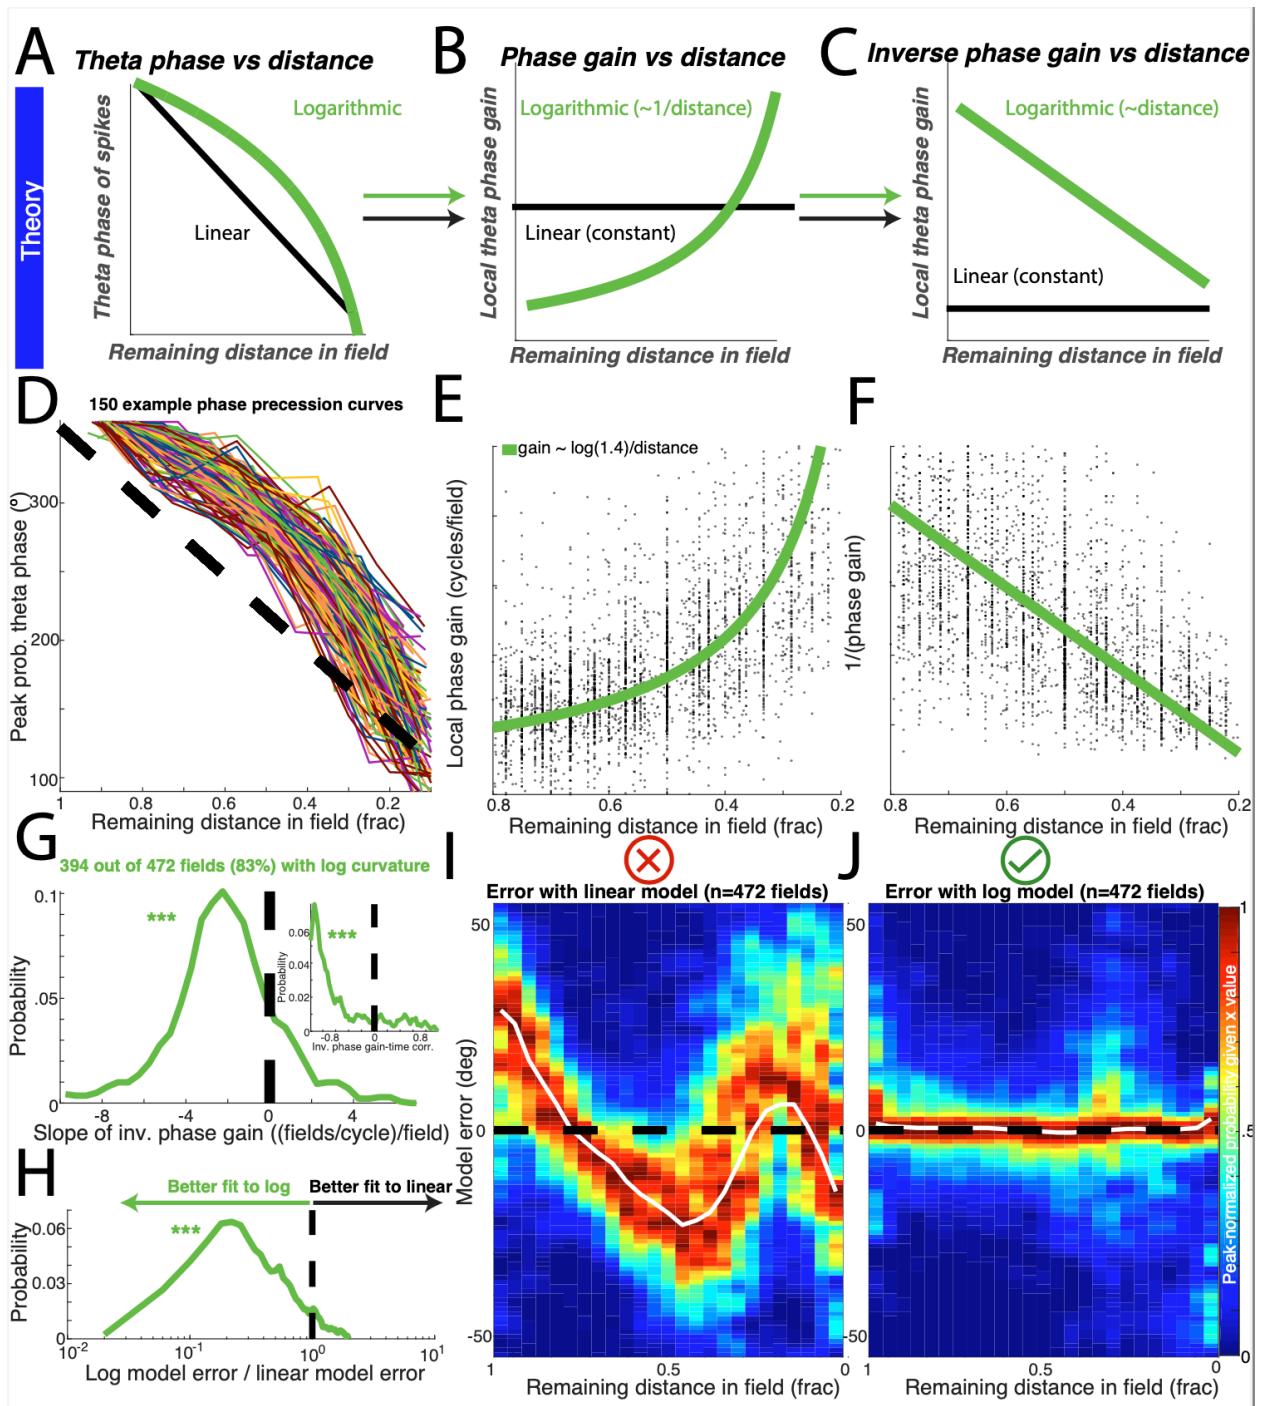 A
Theta phase vs distance
Theta phase of spikes
Logarithmic
Linear
Remaining distance in field
B
Phase gain vs distance
Local theta phase gain
Logarithmic (~1/distance)
Linear (constant)
Remaining distance in field
C
Inverse phase gain vs distance
Local theta phase gain
Logarithmic (~distance)
Linear (constant)
Remaining distance in field
Theory
D
150 example phase precession curves
Peak prob. theta phase (º)
300
200
100
1 0.8 0.6 0.4 0.2
Remaining distance in field (frac)
E
gain ~ log(1.4)/distance
Local phase gain (cycles/field)
0.8 0.6 0.4 0.2
Remaining distance in field (frac)
F
1/(phase gain)
0.8 0.6 0.4 0.2
Remaining distance in field (frac)
G
394 out of 472 fields (83%) with log curvature
Probability
0.1
.05
0
***
-8 -4 0 4
Slope of inv. phase gain ((fields/cycle)/field)
Probability
0.06
0.04
0.02
0
***
-0.8 0 0.8
Inv. phase gain-time corr.
H
Better fit to log
Better fit to linear
Probability
0.06
0.03
0
***
10-2 10-1 100 101
Log model error / linear model error
I
Error with linear model (n=472 fields)
Model error (deg)
50
0
-50
1 0.5 0
Remaining distance in field (frac)
J
Error with log model (n=472 fields)
50
0
-50
1 0.5 0
Remaining distance in field (frac)
Peak-normalized probability given x value
1
.5
0